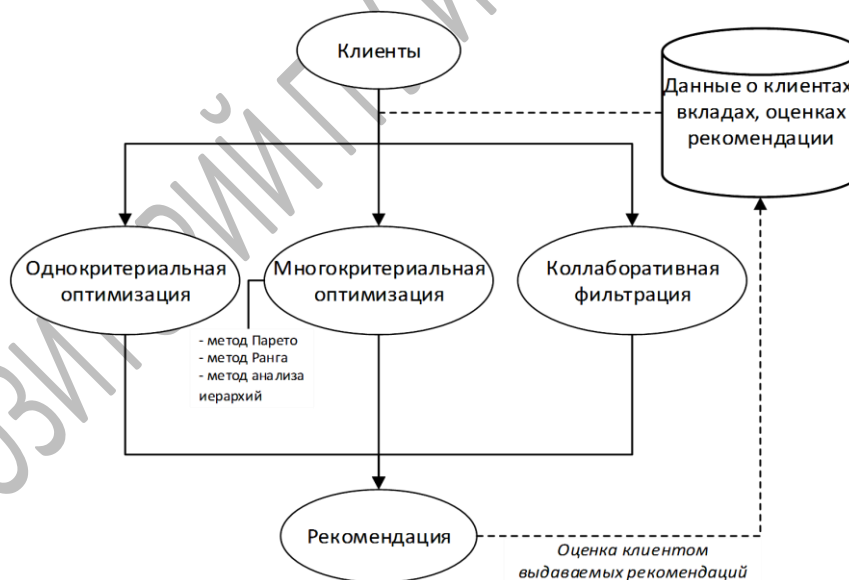 Клиенты
Данные о клиентах
вкладах, оценках
рекомендации
Однокритериальная
оптимизация
Многокритериальная
оптимизация
Коллаборативная
фильтрация
- метод Парето
- метод Ранга
- метод анализа
иерархий
Рекомендация
Оценка клиентом
выдаваемых рекомендаций